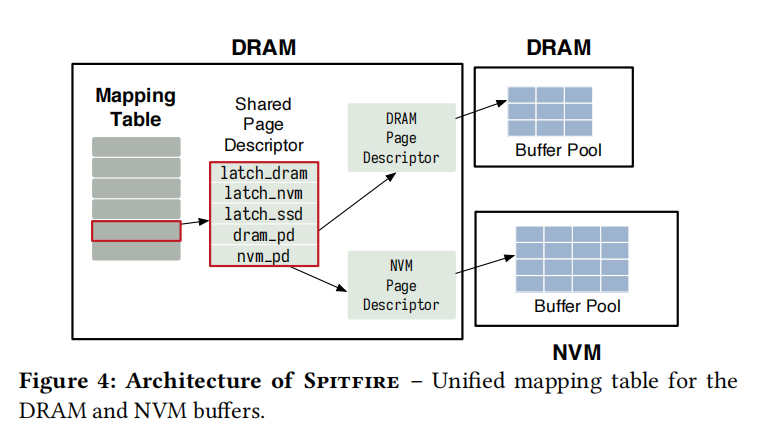 DRAM
DRAM
Mapping
Table
Shared
Page
Descriptor
latch_dram
latch_nvm
latch_ssd
dram_pd
nvm_pd
DRAM
Page
Descriptor
NVM
Page
Descriptor
Buffer Pool
Buffer Pool
NVM
Figure 4: Architecture of SPITFIRE – Unified mapping table for the
DRAM and NVM buffers.